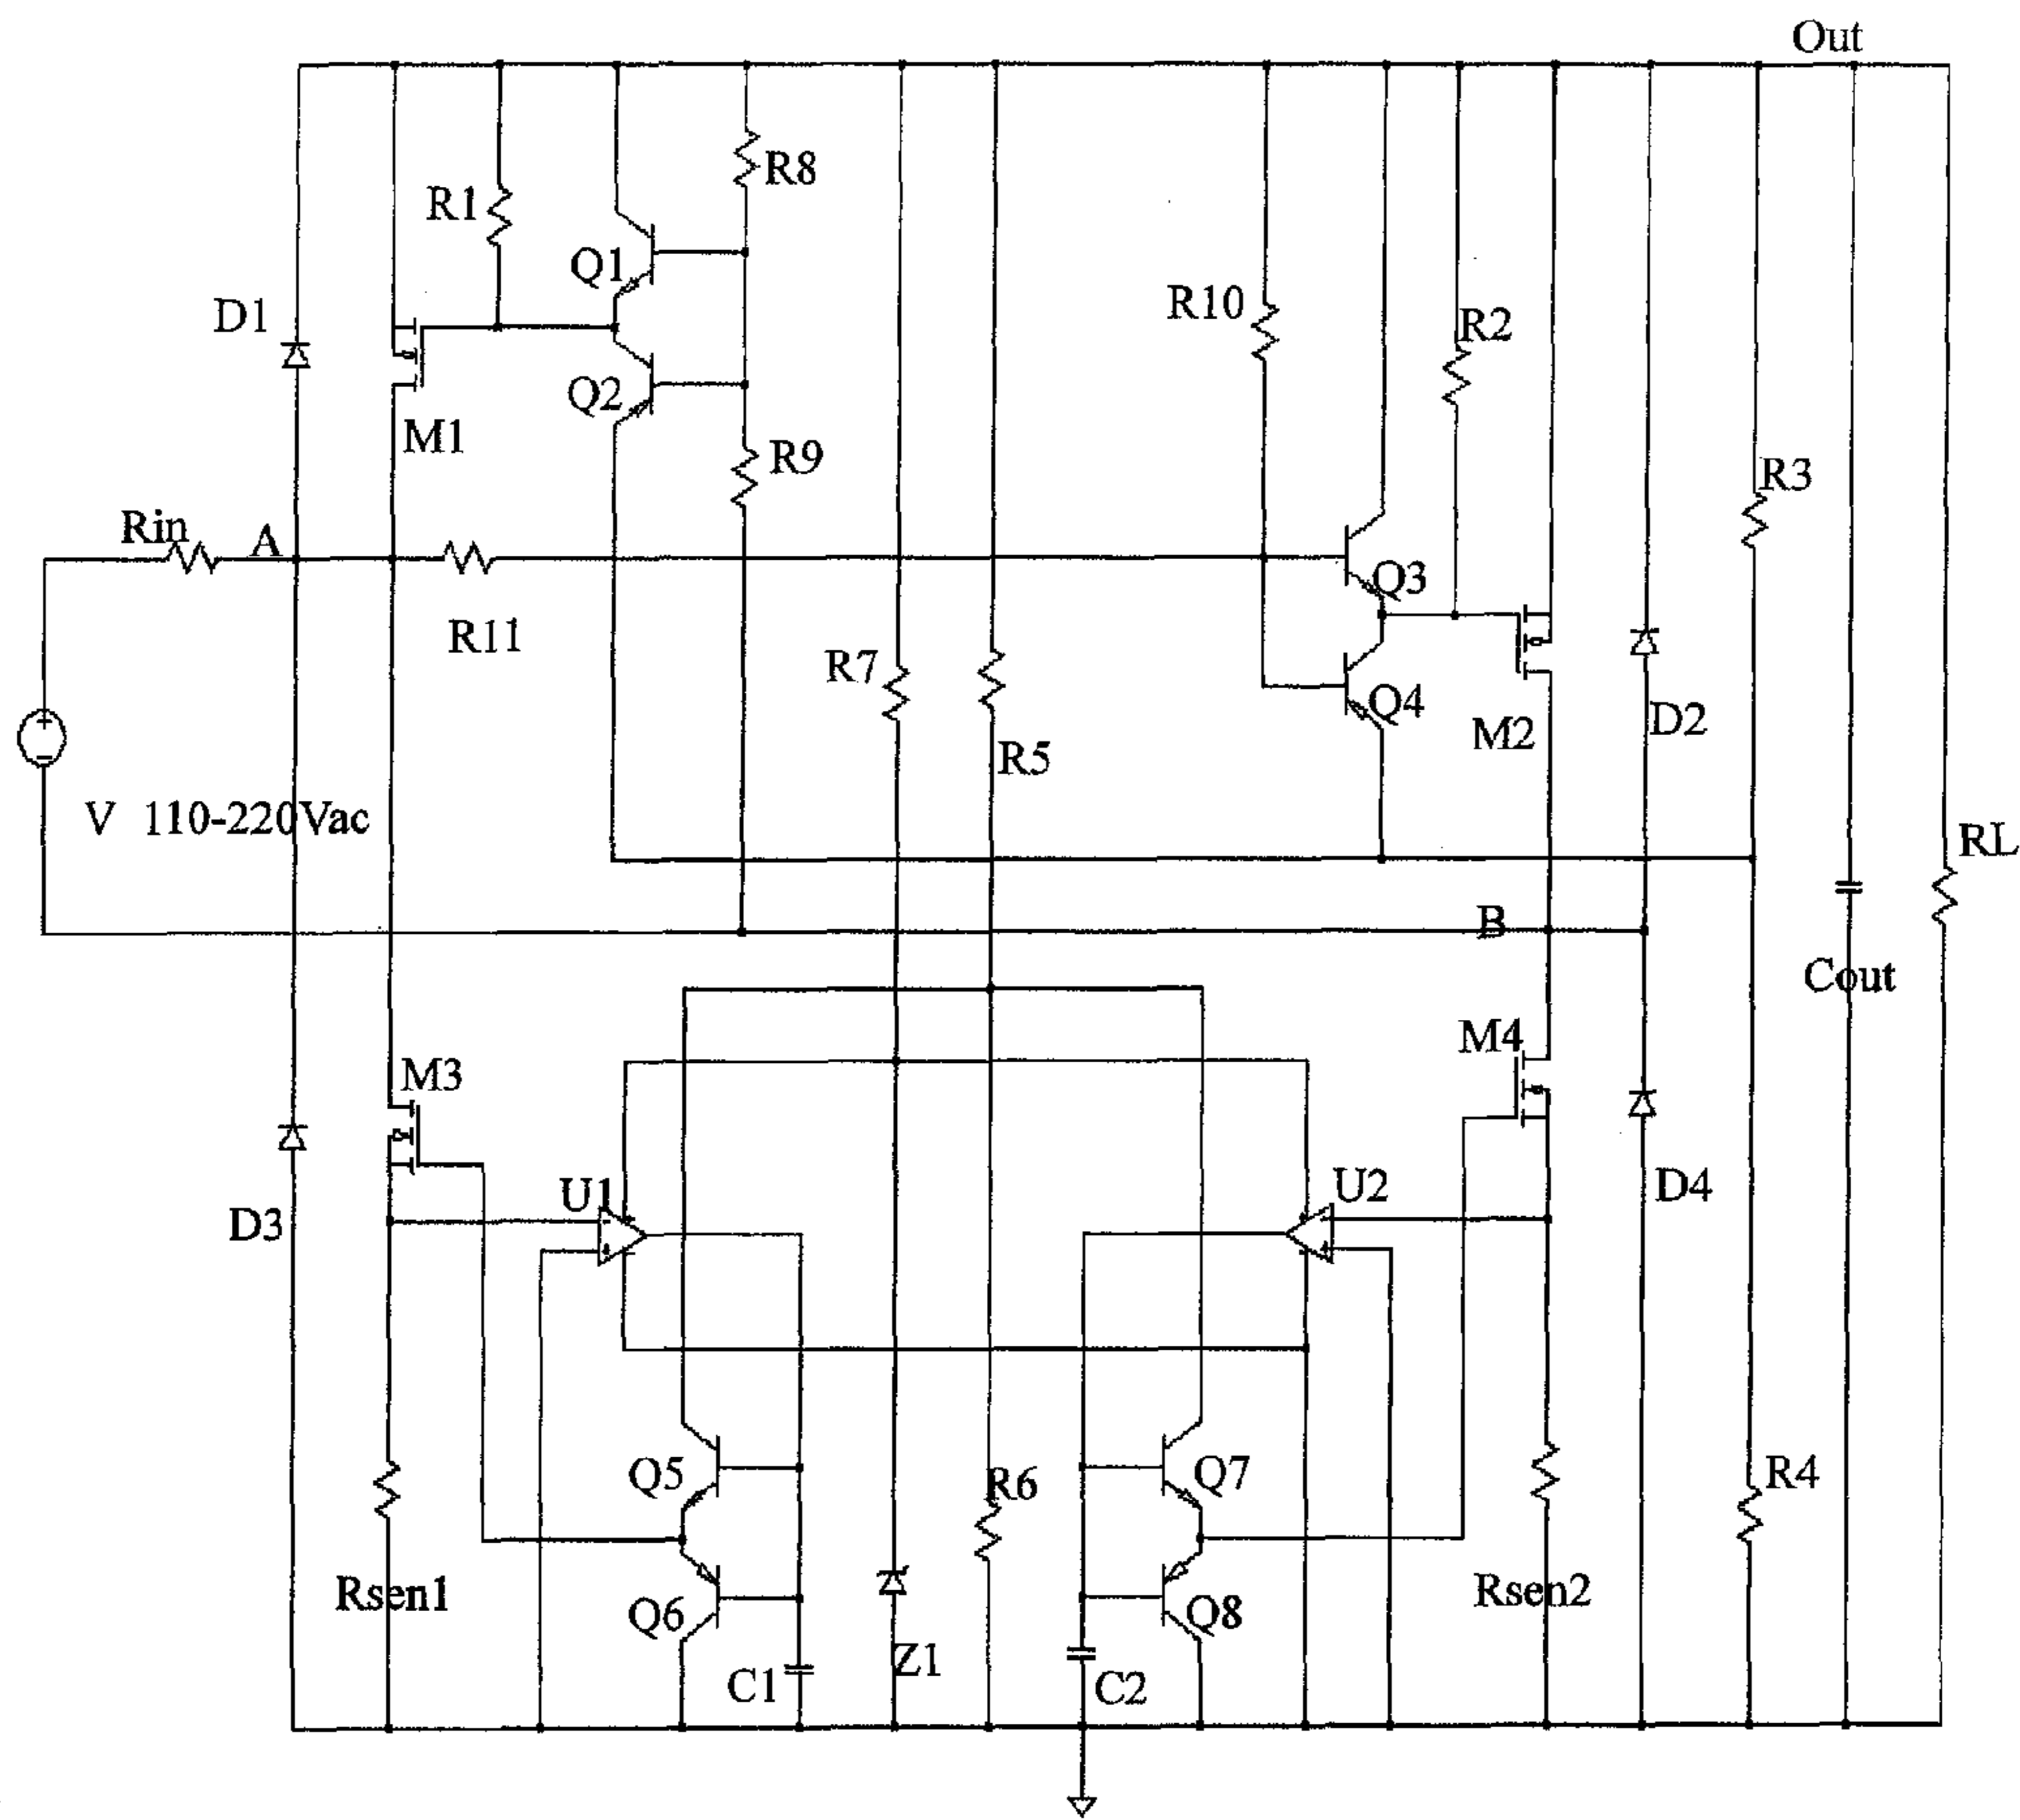 Out
R8
R1
Q1
D1
R10
R2
Q2
M1
R9
R3
Rin
A
Q3
R11
R7
Q4
M2
D2
R5
V 110-220Vac
RL
B
Cout
M4
M3
U1
U2
D4
D3
Q5
R6
Q7
R4
Rsen1
Rsen2
Q6
Q8
Z1
C1
C2